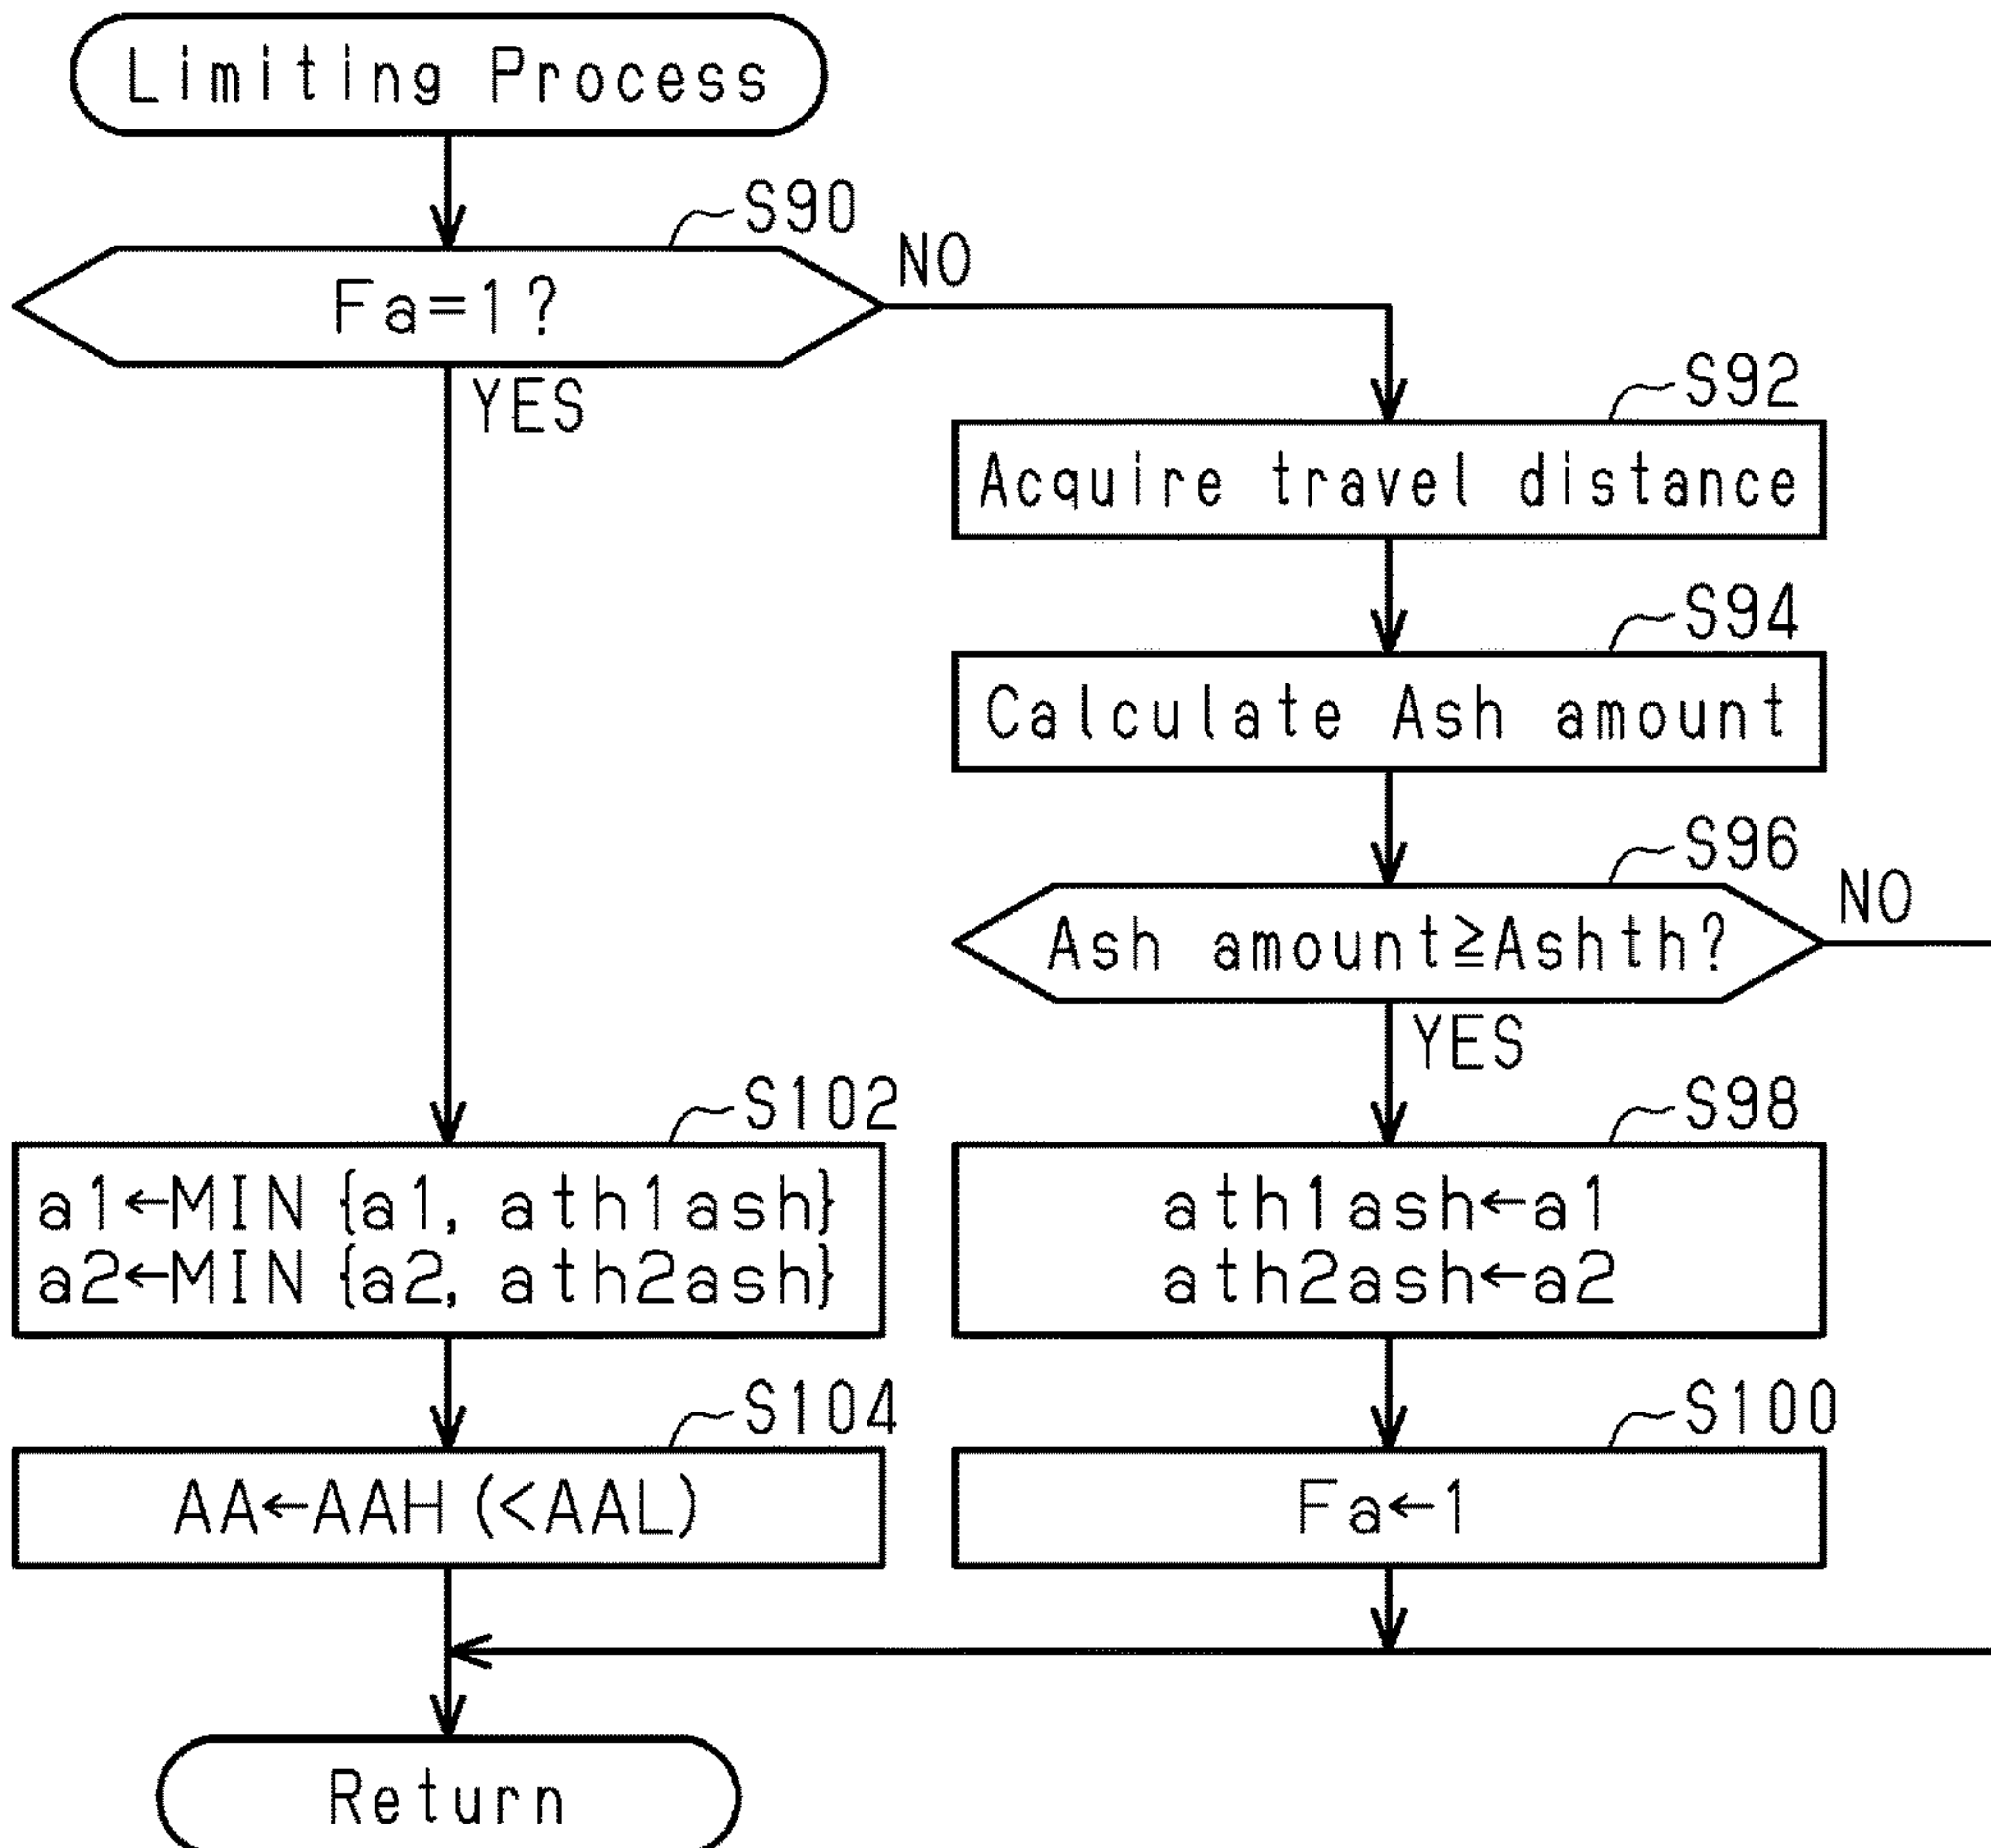 Limiting Process
S90
Fa=1?
NO
YES
S92
Acquire travel distance
S94
Calculate Ash amount
S96
Ash amount≧Ashth?
NO
YES
S102
a1←MIN {a1, ath1ash}
a2←MIN {a2, ath2ash}
S98
ath1ash←a1
ath2ash←a2
S104
AA←AAH (<AAL)
S100
Fa←1
Return